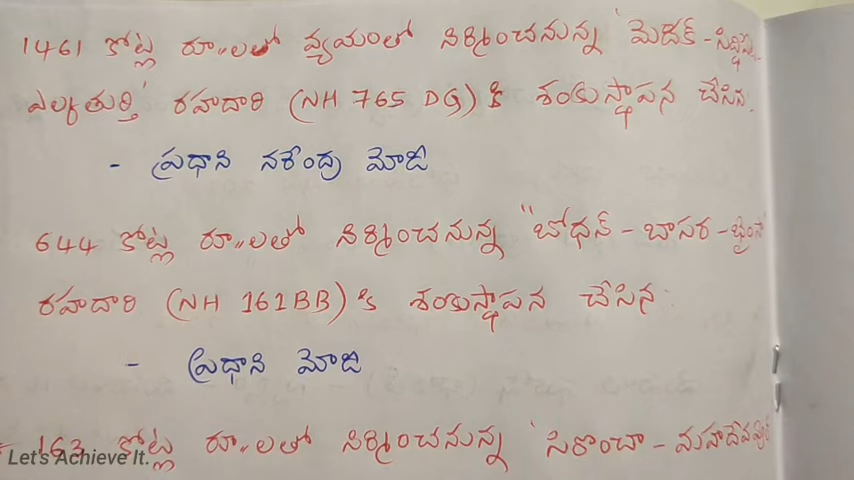 1461 కోట్ల రూ..లతో వ్యయంతో నిర్మించనున్న 'మెదక్ - సిద్దిపేట -
ఎల్కతుర్తి' రహదారి (NH 765 DG) కి శంకుస్థాపన చేసిన.
- ప్రధాని నరేంద్ర మోడీ
644 కోట్ల రూ..లతో నిర్మించనున్న "బోధన్ - బాసర - భైంసా
రహదారి (NH 161BB) కి శంకుస్థాపన చేసిన
- ప్రధాని మోడి
163 కోట్ల రూ..లతో నిర్మించనున్న 'సిరొంచా - మహాదేవపూర్
Let's Achieve It.